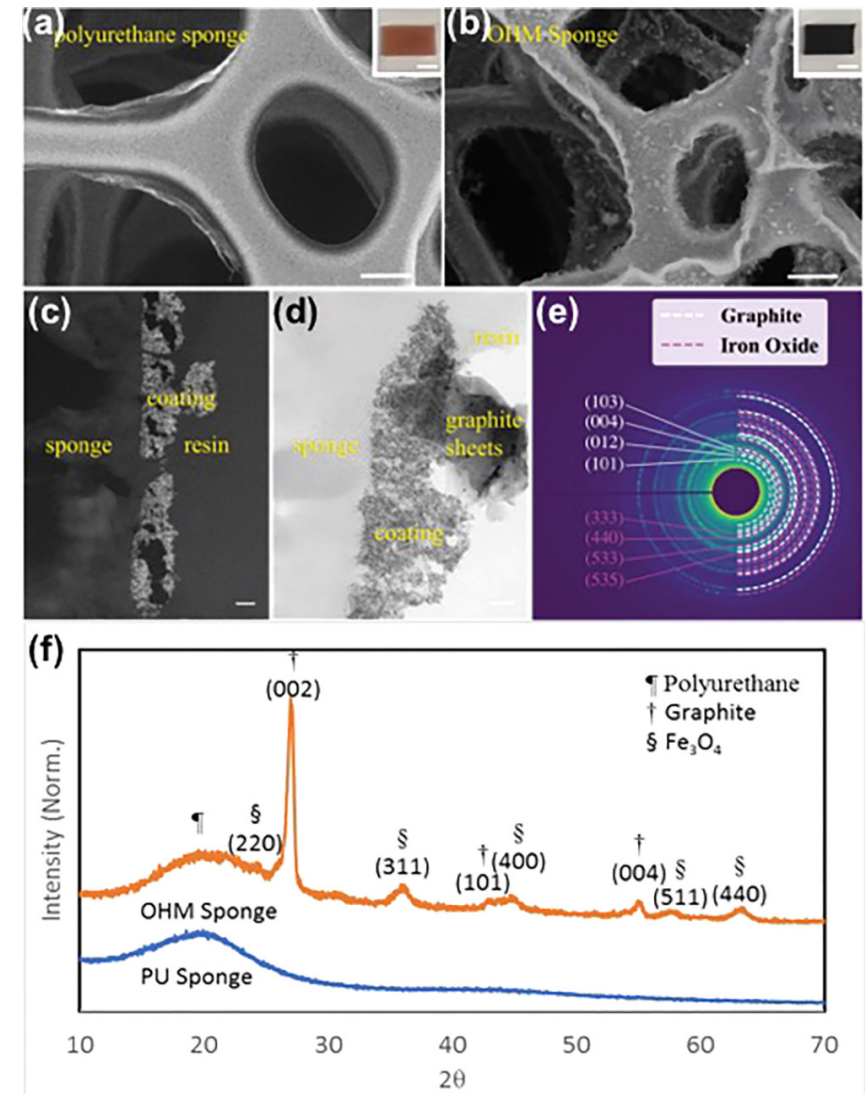 (a)
polyurethane sponge
(b)
OHM Sponge
(c)
coating
sponge
resin
(d)
resin
graphite
sheets
sponge
coating
(e)
Graphite
Iron Oxide
(103)
(004)
(012)
(101)
(333)
(440)
(533)
(535)
(f)
†
(002)
¶ Polyurethane
† Graphite
§ Fe₃O₄
¶
§
(220)
§
(311)
†
(101)
§
(400)
†
(004)
§
(511)
§
(440)
OHM Sponge
PU Sponge
Intensity (Norm.)
10 20 30 40 50 60 70
2θ